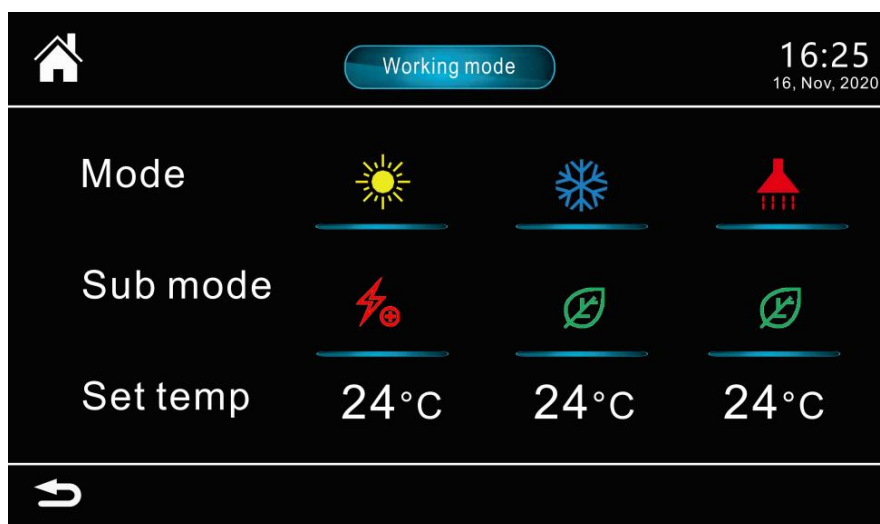 Working mode
16:25
16, Nov, 2020
Mode
Sub mode
Set temp 24°C 24°C 24°C